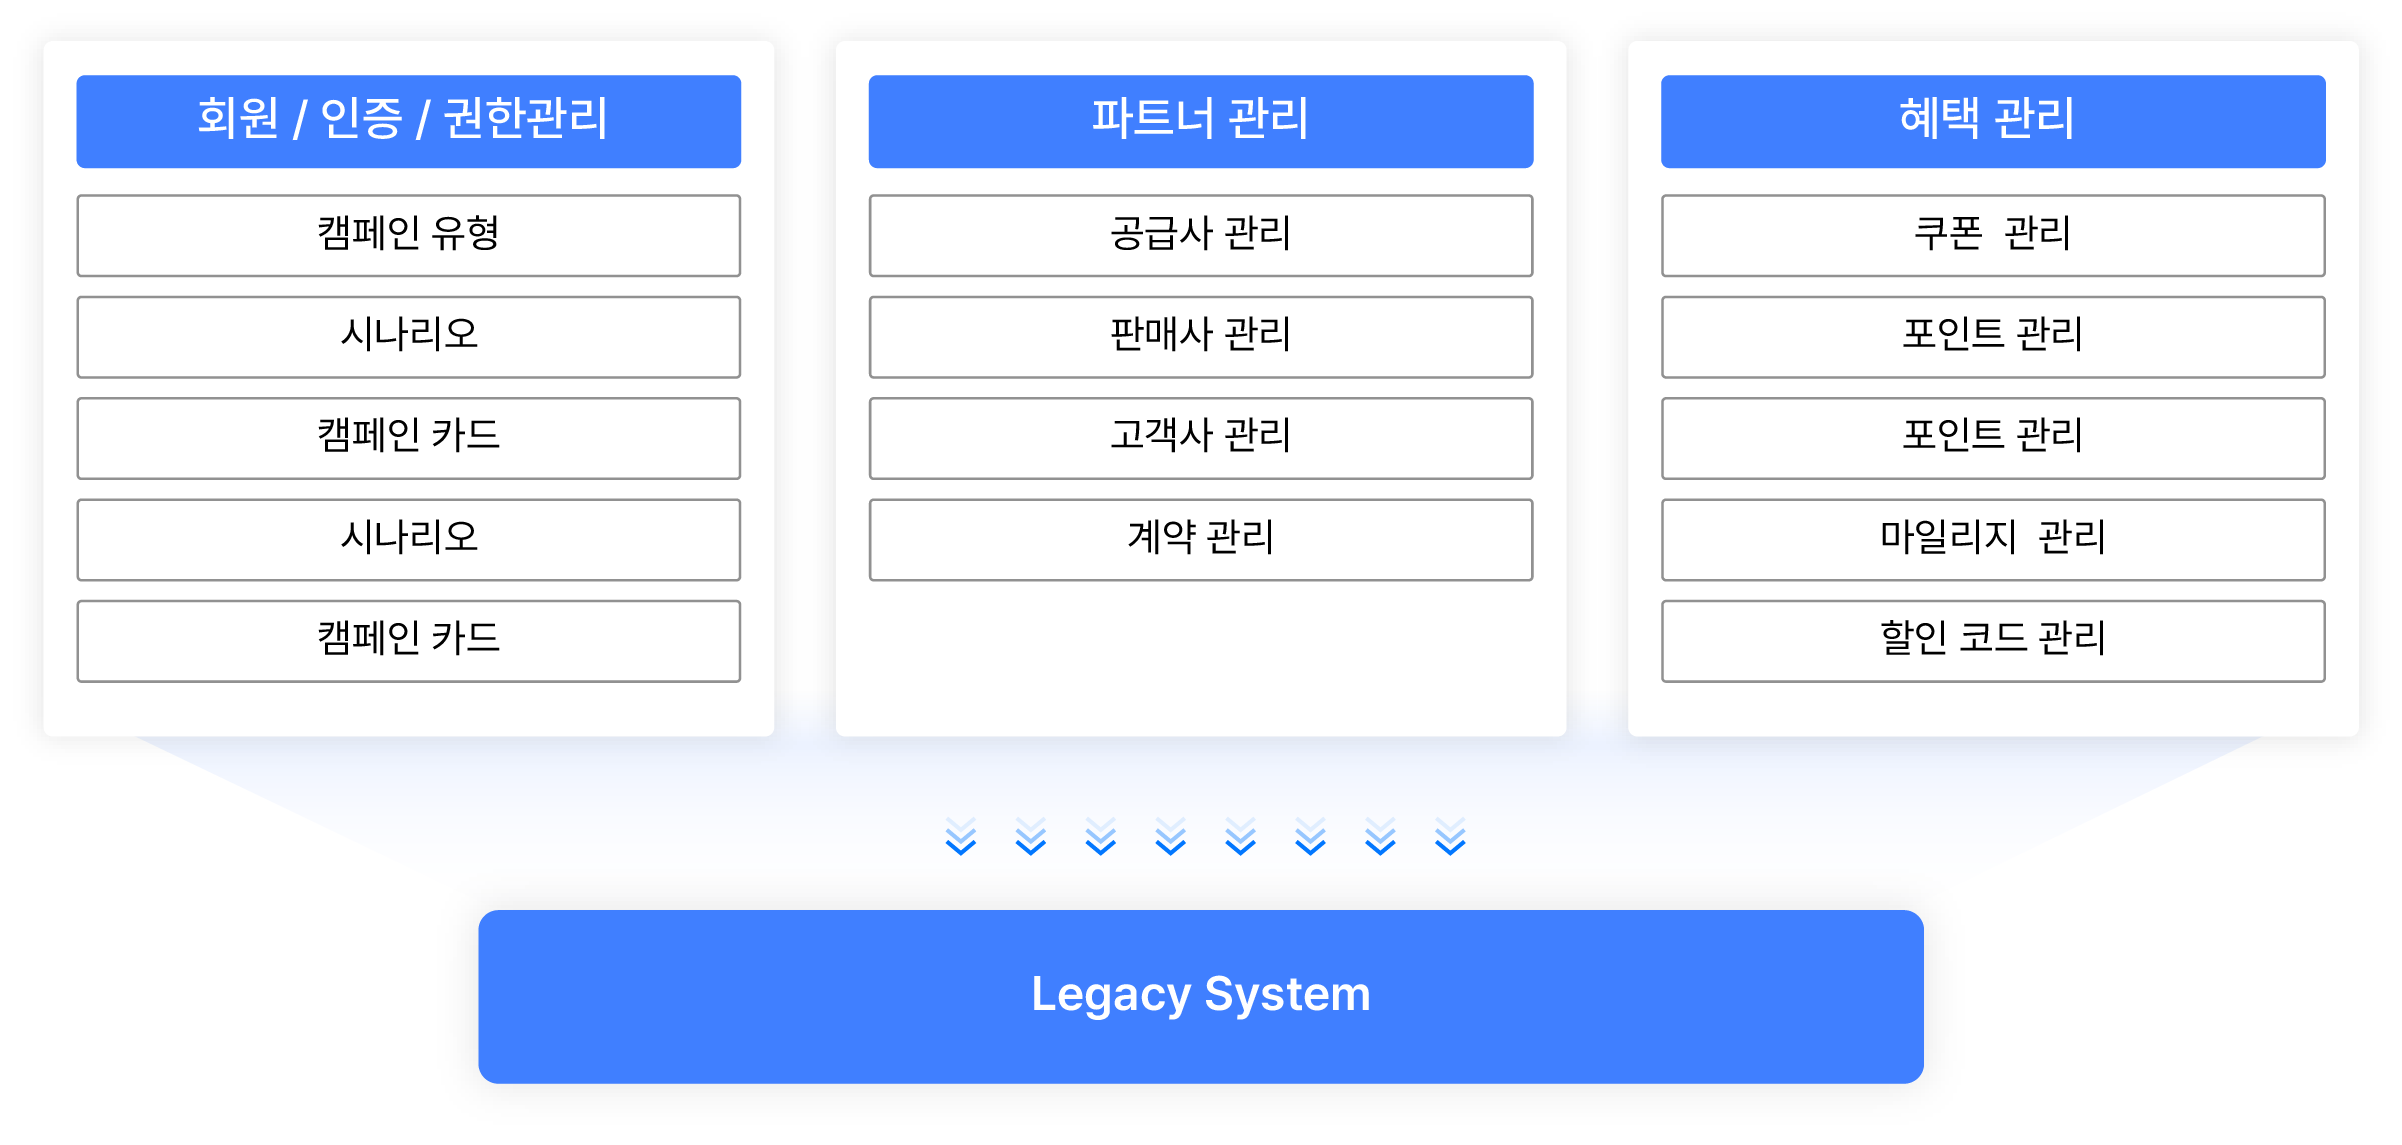 회원 / 인증 / 권한관리
캠페인 유형
시나리오
캠페인 카드
시나리오
캠페인 카드
파트너 관리
공급사 관리
판매사 관리
고객사 관리
계약 관리
혜택 관리
쿠폰  관리
포인트 관리
포인트 관리
마일리지  관리
할인 코드 관리
Legacy System